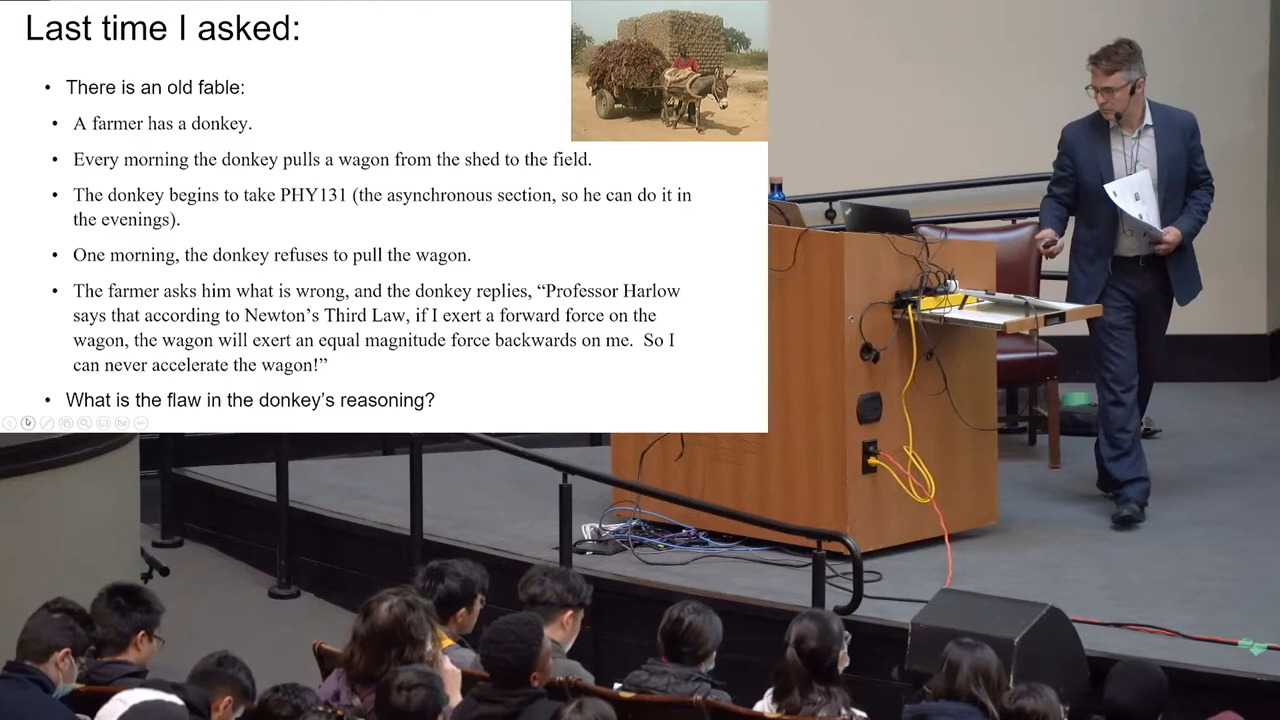 Last time I asked:
• There is an old fable:
• A farmer has a donkey.
• Every morning the donkey pulls a wagon from the shed to the field.
• The donkey begins to take PHY131 (the asynchronous section, so he can do it in
the evenings).
• One morning, the donkey refuses to pull the wagon.
• The farmer asks him what is wrong, and the donkey replies, “Professor Harlow
says that according to Newton’s Third Law, if I exert a forward force on the
wagon, the wagon will exert an equal magnitude force backwards on me.  So I
can never accelerate the wagon!”
• What is the flaw in the donkey’s reasoning?